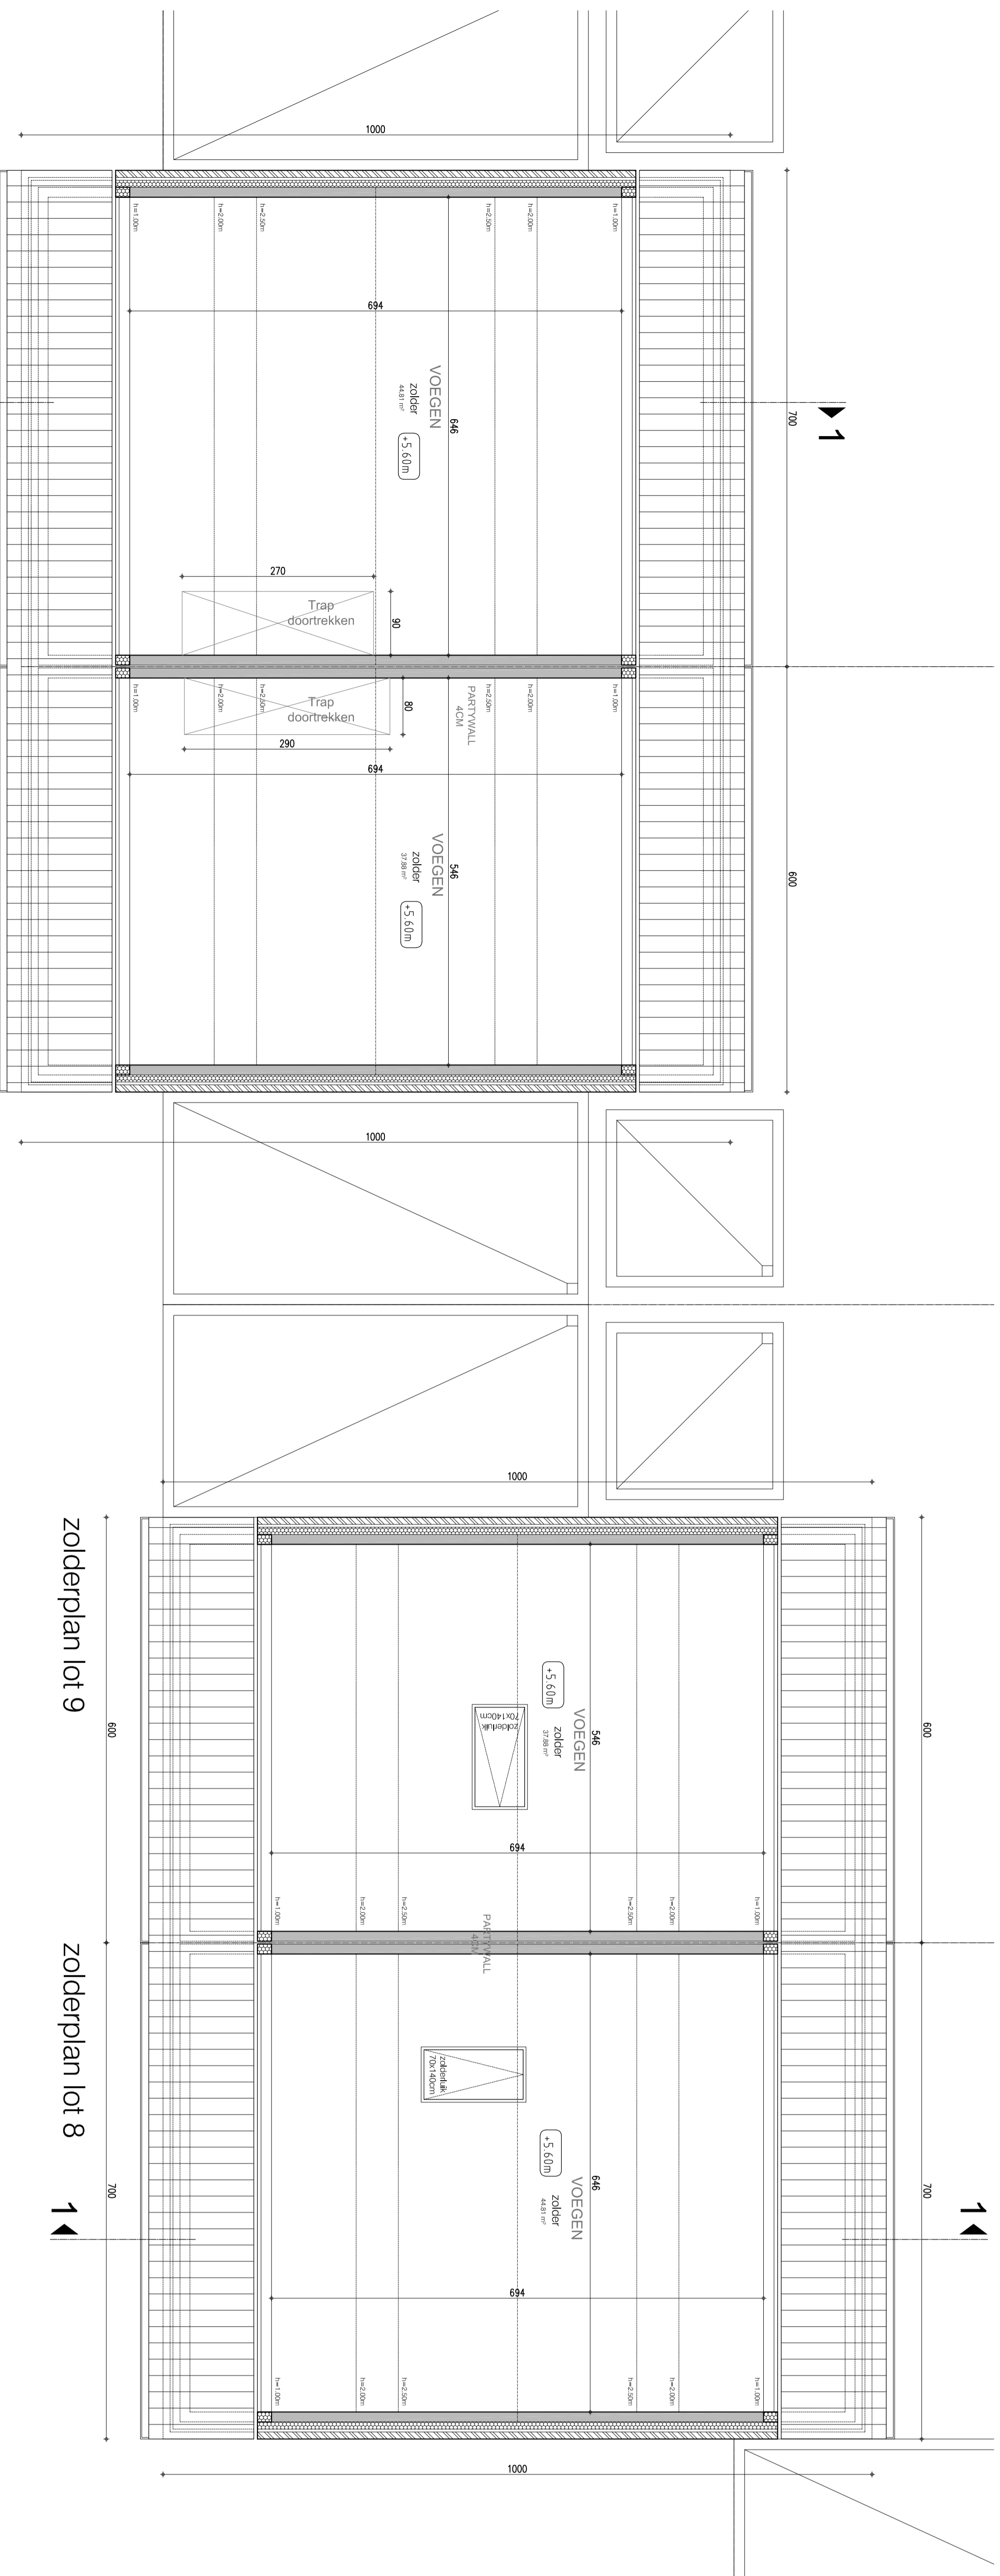 1000
h=1.00m
h=2.00m
h=2.50m
h=2.50m
h=2.00m
h=1.00m
694
700
1
VOEGEN
646
zolder
44.81 m²
+5.60m
270
90
Trap
doortrekken
h=1.00m
h=2.00m
h=2.50m
h=2.50m
h=2.00m
h=1.00m
PARTYWALL
4CM
Trap
doortrekken
80
290
694
VOEGEN
546
zolder
37.88 m²
+5.60m
600
1000
1000
zolderplan lot 9
600
600
+5.60m
VOEGEN
546
zolder
37.88 m²
zolderluik
70x140cm
694
h=1.00m
h=2.00m
h=2.50m
h=2.50m
h=2.00m
h=1.00m
PARTYWALL
4CM
zolderplan lot 8
zolderluik
70x140cm
+5.60m
VOEGEN
646
zolder
44.81 m²
700
700
1
1
694
h=1.00m
h=2.00m
h=2.50m
h=2.50m
h=2.00m
h=1.00m
1000